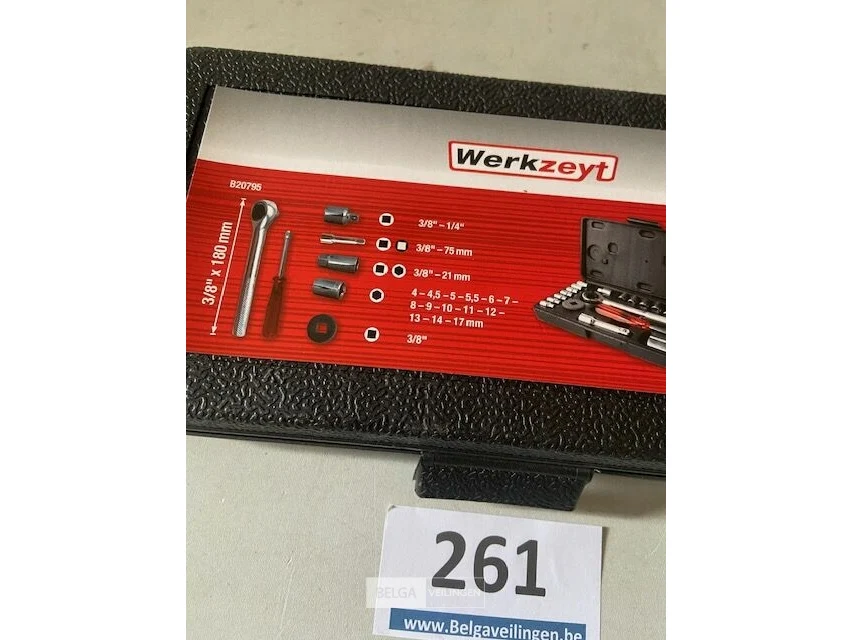 Werkzeyt
B20795
3/8" x 180 mm
3/8" – 1/4"
3/8" – 75 mm
3/8" – 21 mm
4 – 4,5 – 5 – 5,5 – 6 – 7 –
8 – 9 – 10 – 11 – 12 –
13 – 14 – 17 mm
3/8"
261
BELGA VEILINGEN
www.Belgaveilingen.be